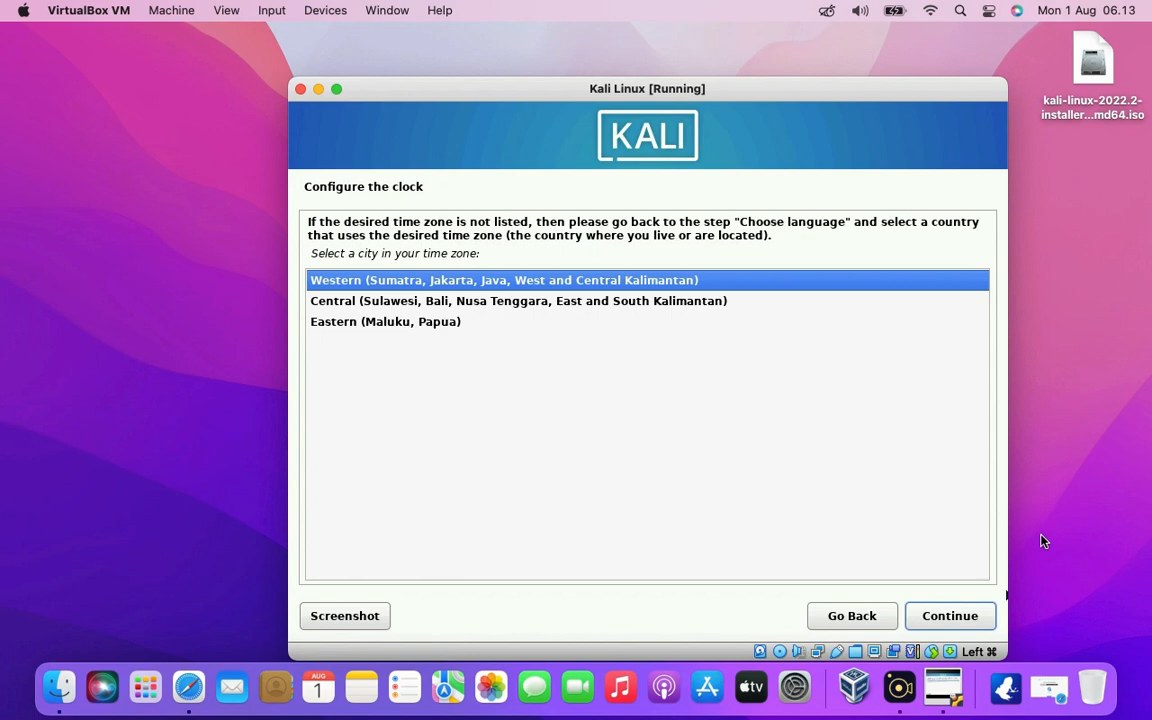 VirtualBox VM Machine View Input Devices Window Help Mon 1 Aug 06.13
kali-linux-2022.2-
installer...md64.iso
Kali Linux [Running]
KALI
Configure the clock
If the desired time zone is not listed, then please go back to the step "Choose language" and select a country
that uses the desired time zone (the country where you live or are located).
Select a city in your time zone:
Western (Sumatra, Jakarta, Java, West and Central Kalimantan)
Central (Sulawesi, Bali, Nusa Tenggara, East and South Kalimantan)
Eastern (Maluku, Papua)
Screenshot Go Back Continue
Left ⌘
AUG
1
tv